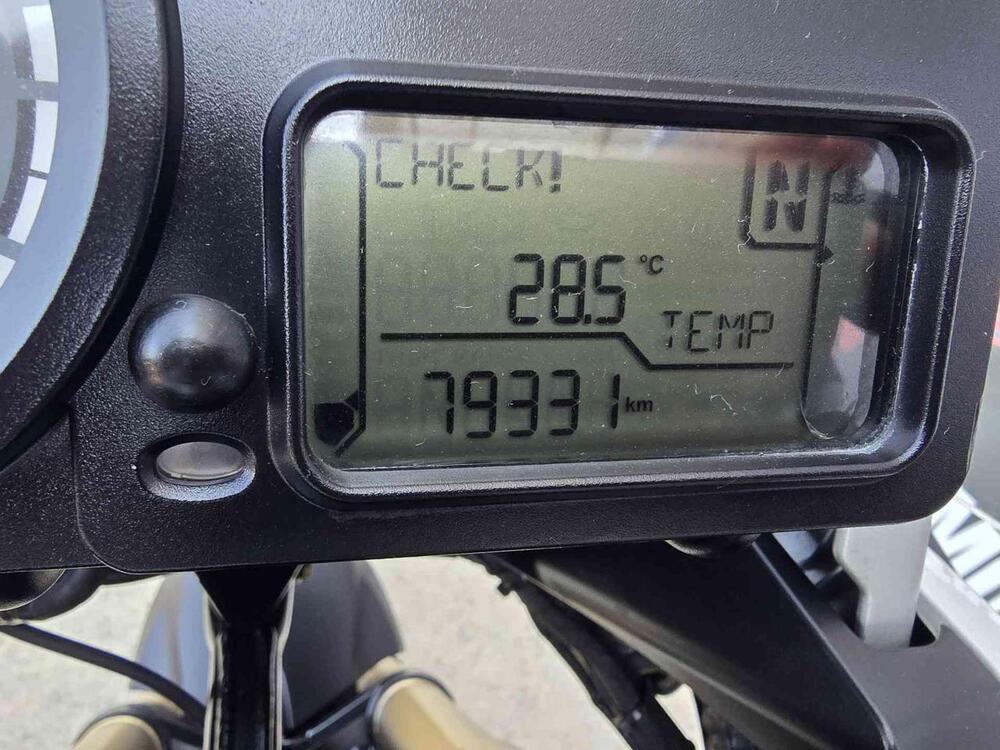 CHECK!
N
28.5 °C
TEMP
79331 km